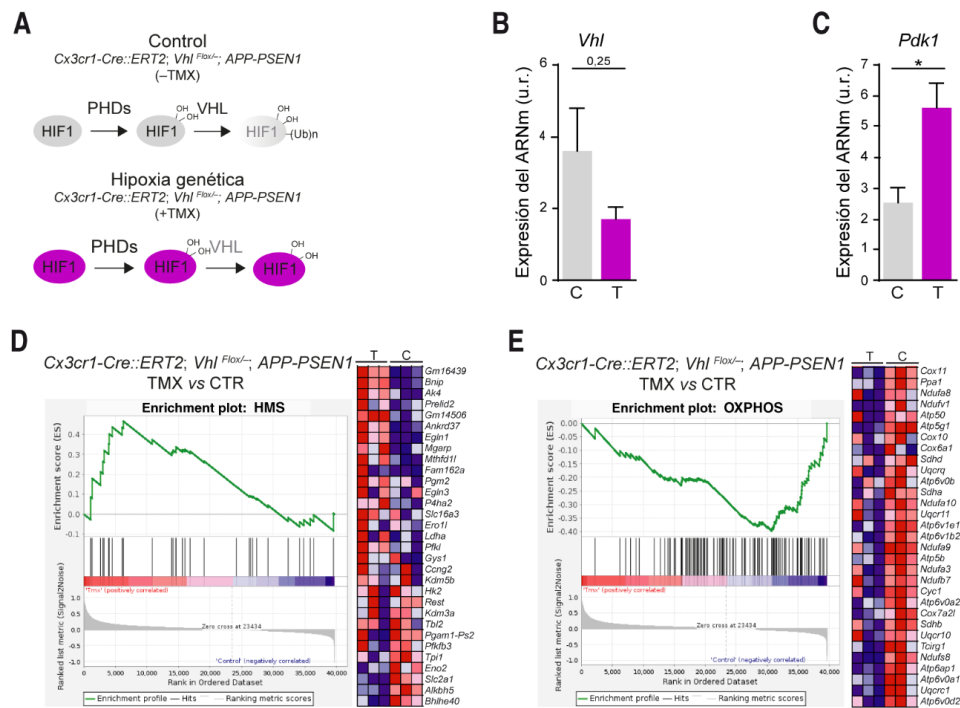 A
Control
Cx3cr1-Cre::ERT2; Vhl Flox/–; APP-PSEN1
(–TMX)
PHDs
VHL
HIF1
HIF1
OH
OH
HIF1
OH
OH
(Ub)n
Hipoxia genética
Cx3cr1-Cre::ERT2; Vhl Flox/–; APP-PSEN1
(+TMX)
PHDs
VHL
HIF1
HIF1
OH
OH
HIF1
OH
OH
B
Vhl
0,25
Expresión del ARNm (u.r.)
6
4
2
0
C
T
C
Pdk1
*
Expresión del ARNm (u.r.)
7
6
5
4
3
2
1
0
C
T
D
Cx3cr1-Cre::ERT2; Vhl Flox/–; APP-PSEN1
TMX vs CTR
Enrichment plot: HMS
Enrichment score (ES)
0.4
0.3
0.2
0.1
0.0
-0.1
'Tmx' (positively correlated)
Ranked list metric (Signal2Noise)
1.0
0.5
0.0
-0.5
-1.0
Zero cross at 23434
'Control' (negatively correlated)
0
5,000
10,000
15,000
20,000
25,000
30,000
35,000
40,000
Rank in Ordered Dataset
Enrichment profile
Hits
Ranking metric scores
T
C
Gm16439
Bnip
Ak4
Prelid2
Gm14506
Ankrd37
Egln1
Mgarp
Mthfd1l
Fam162a
Pgm2
Egln3
P4ha2
Slc16a3
Ero1l
Ldha
Pfkl
Gys1
Ccng2
Kdm5b
Hk2
Rest
Kdm3a
Tbl2
Pgam1-Ps2
Pfkfb3
Tpi1
Eno2
Slc2a1
Alkbh5
Bhlhe40
E
Cx3cr1-Cre::ERT2; Vhl Flox/–; APP-PSEN1
TMX vs CTR
Enrichment plot: OXPHOS
Enrichment score (ES)
0.00
-0.05
-0.10
-0.15
-0.20
-0.25
-0.30
-0.35
-0.40
'Tmx' (positively correlated)
Ranked list metric (Signal2Noise)
1.0
0.5
0.0
-0.5
-1.0
Zero cross at 23434
'Control' (negatively correlated)
0
5,000
10,000
15,000
20,000
25,000
30,000
35,000
40,000
Rank in Ordered Dataset
Enrichment profile
Hits
Ranking metric scores
T
C
Cox11
Ppa1
Ndufa8
Ndufv1
Atp50
Atp5g1
Cox10
Cox6a1
Sdhd
Uqcrq
Atp6v0b
Sdha
Ndufa10
Uqcr11
Atp6v1e1
Atp6v1b2
Ndufa9
Atp5b
Ndufa3
Ndufb7
Cyc1
Atp6v0a2
Cox7a2l
Sdhb
Uqcr10
Tcirg1
Ndufs8
Atp6ap1
Atp6v0a1
Uqcrc1
Atp6v0d2